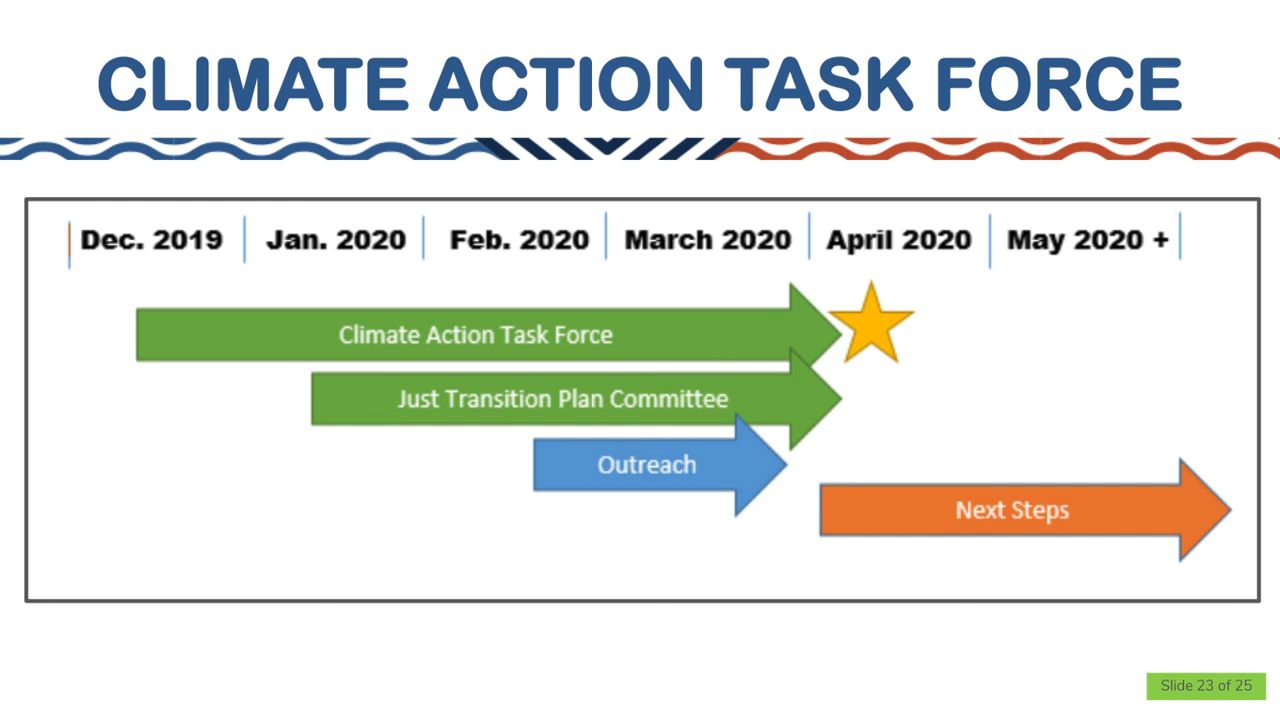 CLIMATE ACTION TASK FORCE
Dec. 2019 Jan. 2020 Feb. 2020 March 2020 April 2020 May 2020 +
Climate Action Task Force
Just Transition Plan Committee
Outreach
Next Steps
Slide 23 of 25